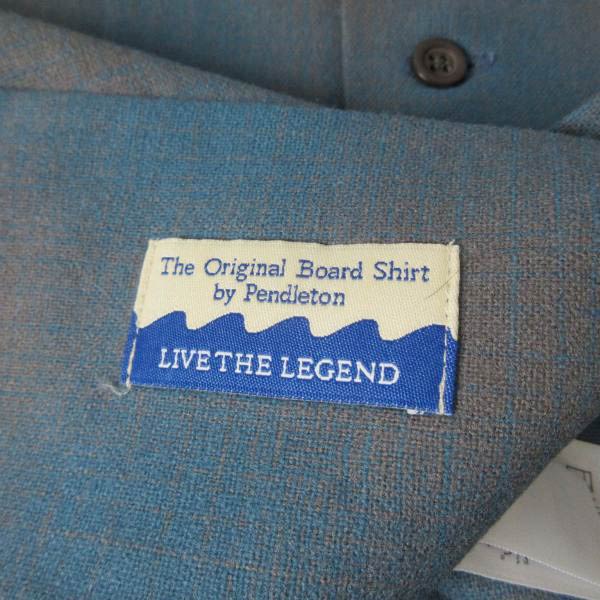 The Original Board Shirt
by Pendleton
LIVE THE LEGEND